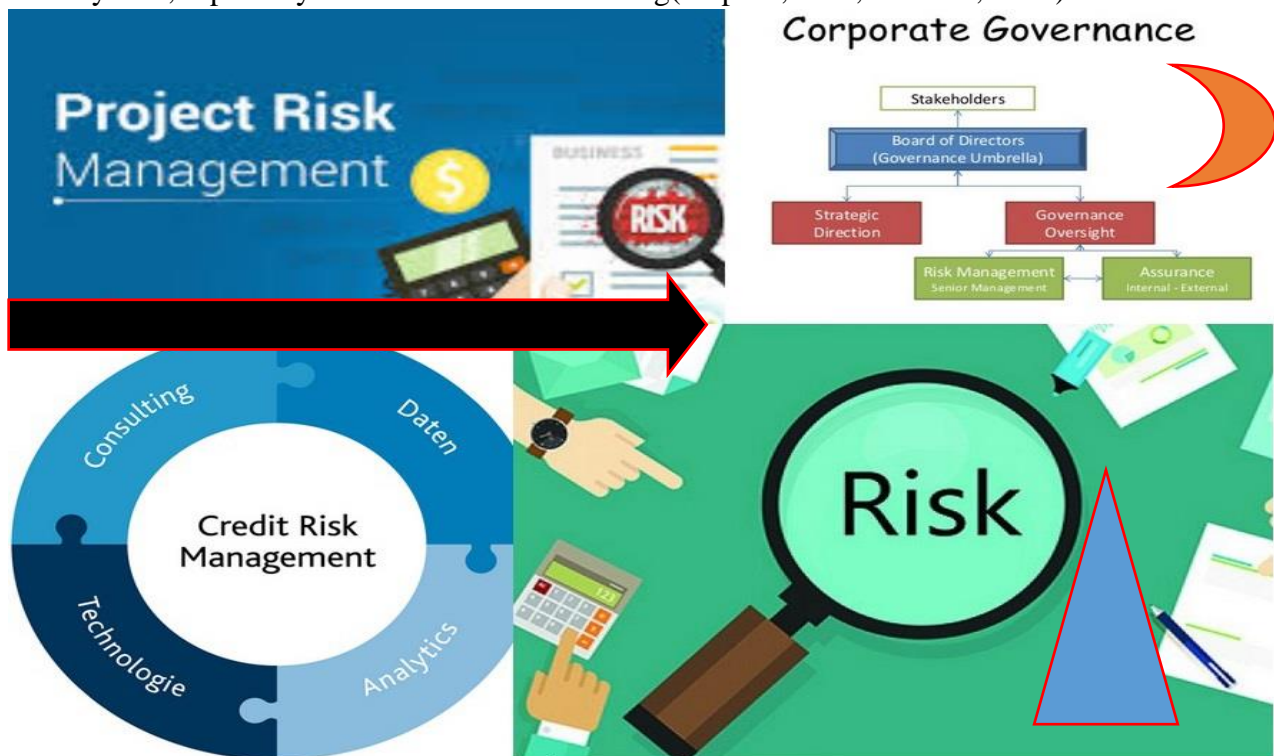 Corporate Governance
Project Risk
Management
$
BUSINESS
RISK
Stakeholders
Board of Directors
(Governance Umbrella)
Strategic
Direction
Governance
Oversight
Risk Management
Senior Management
Assurance
Internal - External
Consulting
Daten
Credit Risk
Management
Technologie
Analytics
Risk
123